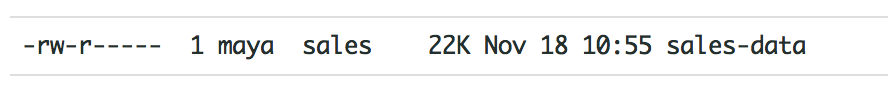 -rw-r-----  1 maya  sales    22K Nov 18 10:55 sales-data